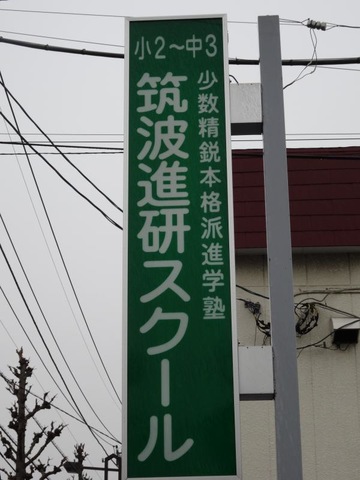 小2～中3
少数精鋭本格派進学塾
筑波進研スクール